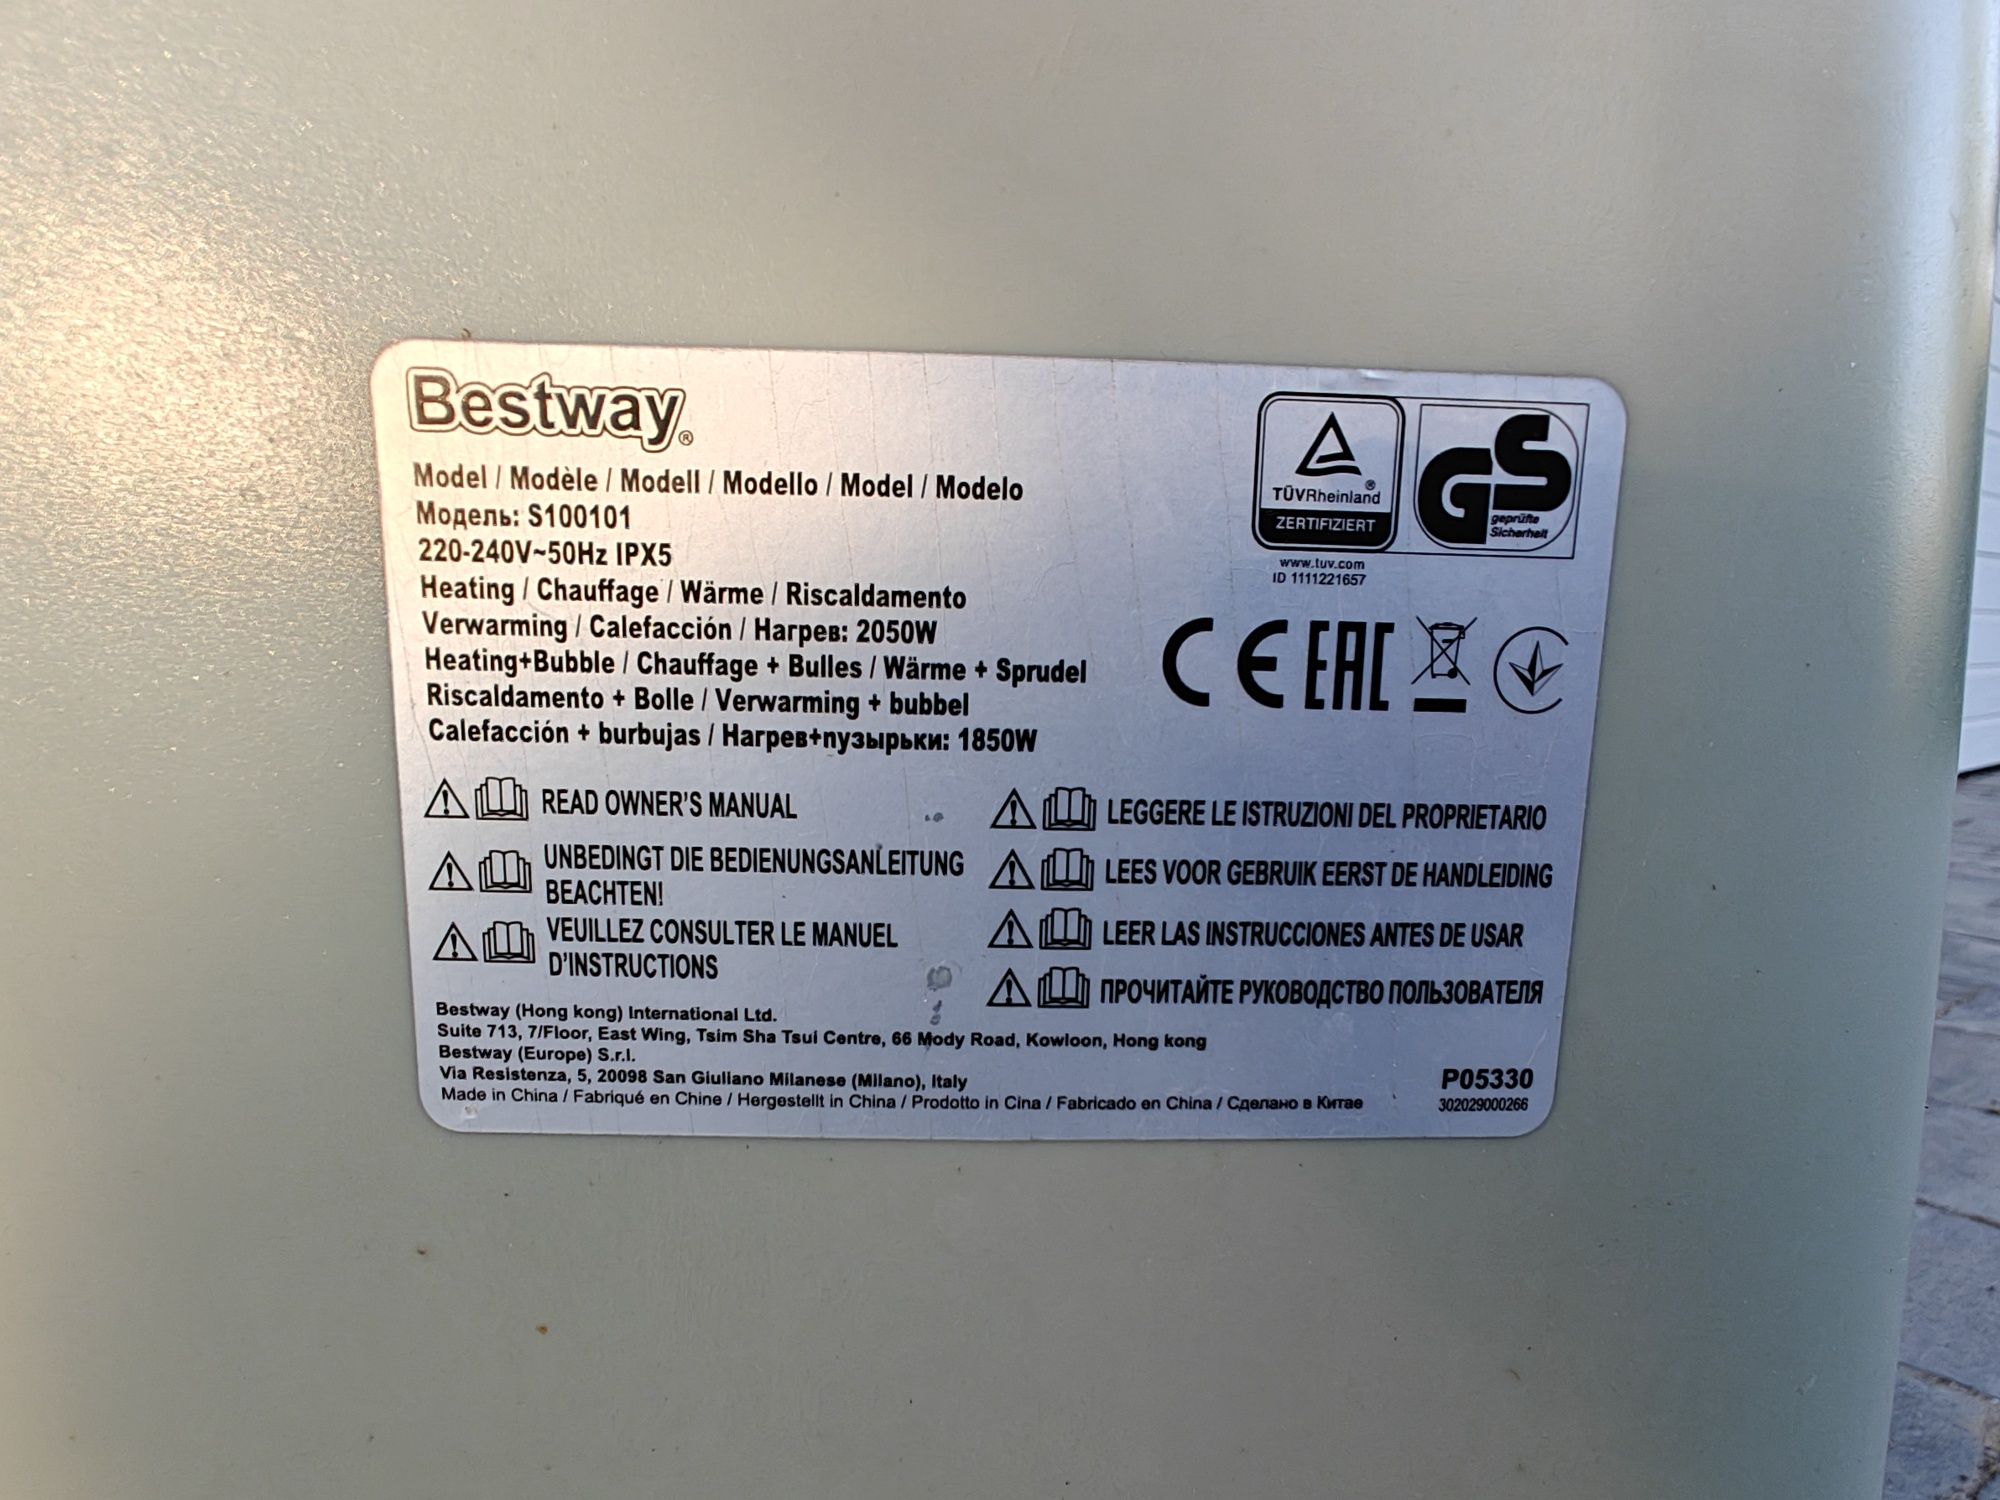 Bestway®
Model / Modèle / Modell / Modello / Model / Modelo
Модель: S100101
220-240V~50Hz IPX5
Heating / Chauffage / Wärme / Riscaldamento
Verwarming / Calefacción / Нагрев: 2050W
Heating+Bubble / Chauffage + Bulles / Wärme + Sprudel
Riscaldamento + Bolle / Verwarming + bubbel
Calefacción + burbujas / Нагрев+пузырьки: 1850W
TÜVRheinland®
ZERTIFIZIERT
GS
geprüfte
Sicherheit
www.tuv.com
ID 1111221657
CE EAC
READ OWNER'S MANUAL
UNBEDINGT DIE BEDIENUNGSANLEITUNG
BEACHTEN!
VEUILLEZ CONSULTER LE MANUEL
D'INSTRUCTIONS
LEGGERE LE ISTRUZIONI DEL PROPRIETARIO
LEES VOOR GEBRUIK EERST DE HANDLEIDING
LEER LAS INSTRUCCIONES ANTES DE USAR
ПРОЧИТАЙТЕ РУКОВОДСТВО ПОЛЬЗОВАТЕЛЯ
Bestway (Hong kong) International Ltd.
Suite 713, 7/Floor, East Wing, Tsim Sha Tsui Centre, 66 Mody Road, Kowloon, Hong kong
Bestway (Europe) S.r.l.
Via Resistenza, 5, 20098 San Giuliano Milanese (Milano), Italy
Made in China / Fabriqué en Chine / Hergestellt in China / Prodotto in Cina / Fabricado en China / Сделано в Китае
P05330
302029000266